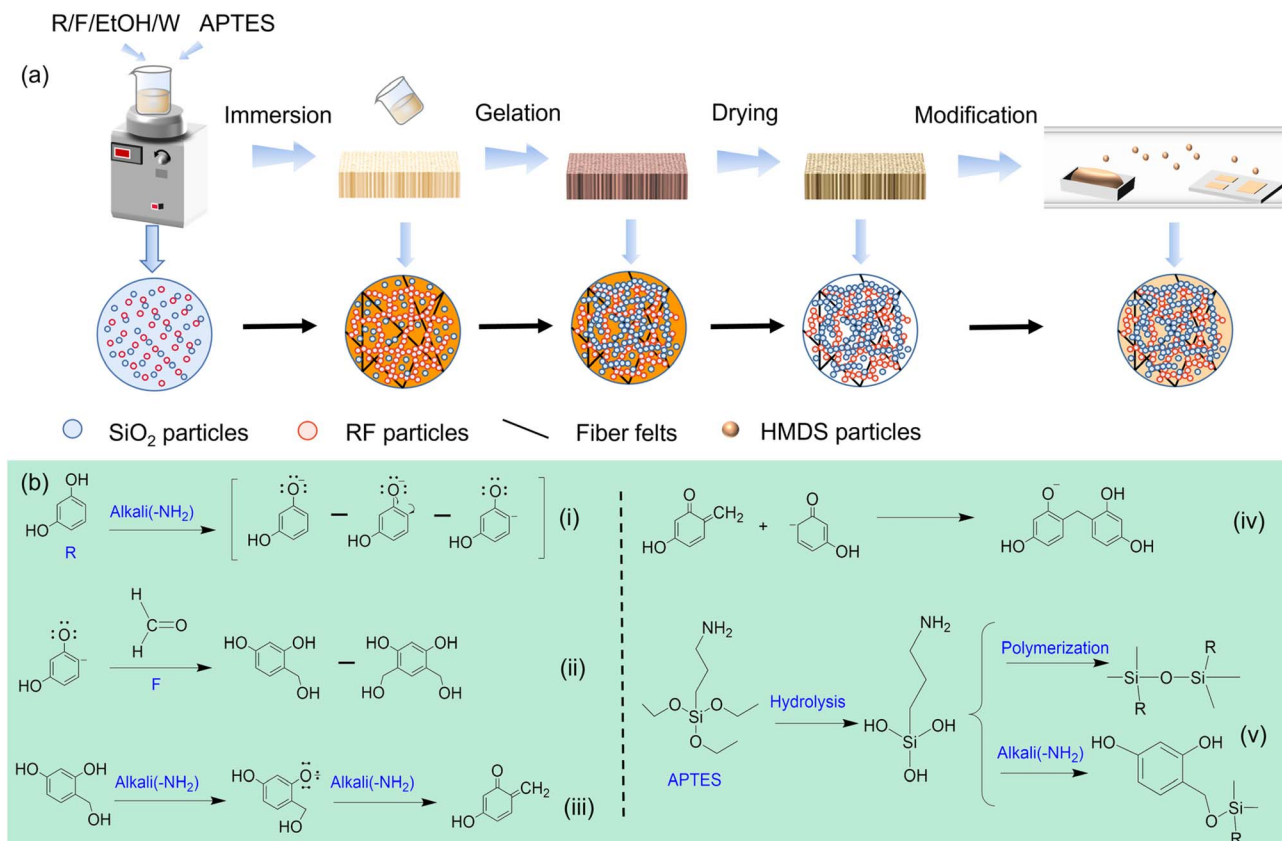 R/F/EtOH/W APTES
(a)
Immersion
Gelation
Drying
Modification
SiO₂ particles
RF particles
Fiber felts
HMDS particles
(b)
OH
HO
R
Alkali(-NH₂)
:Ö:⁻
HO
:Ö:⁻
HO
:Ö:
HO
(i)
:Ö:
HO
H
C=O
H
F
HO OH
OH
OH OH
HO OH
(ii)
HO OH
OH
Alkali(-NH₂)
HO
O
HO
Alkali(-NH₂)
O CH₂
HO
(iii)
O CH₂
HO
+
O
OH
O⁻ OH
HO OH
(iv)
NH₂
O Si O
O
APTES
Hydrolysis
NH₂
HO OH
Si
OH
Polymerization
R
Si O Si
R
Alkali(-NH₂)
HO OH
O Si
R
(v)